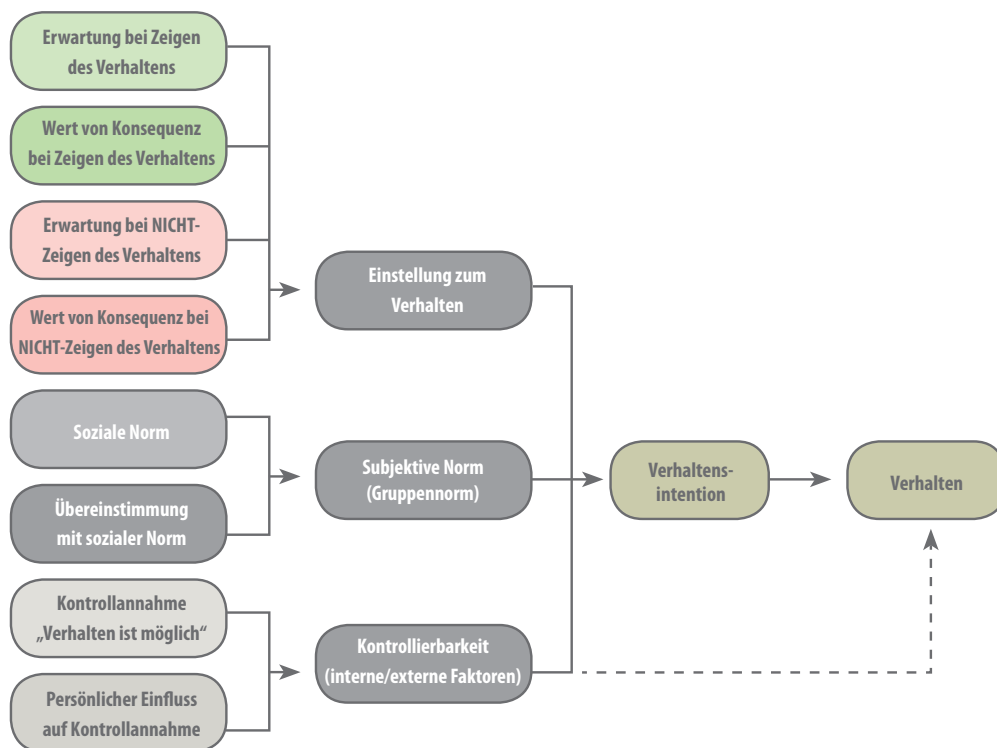 Erwartung bei Zeigen
des Verhaltens
Wert von Konsequenz
bei Zeigen des Verhaltens
Erwartung bei NICHT-
Zeigen des Verhaltens
Wert von Konsequenz bei
NICHT-Zeigen des Verhaltens
Soziale Norm
Übereinstimmung
mit sozialer Norm
Kontrollannahme
„Verhalten ist möglich“
Persönlicher Einfluss
auf Kontrollannahme
Einstellung zum
Verhalten
Subjektive Norm
(Gruppennorm)
Kontrollierbarkeit
(interne/externe Faktoren)
Verhaltens-
intention
Verhalten